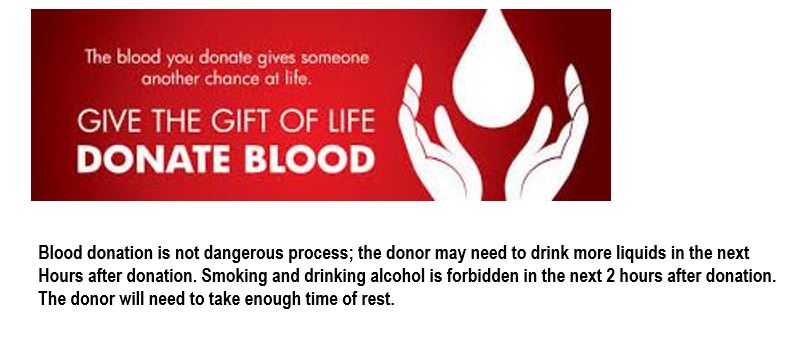 The blood you donate gives someone
another chance at life.
GIVE THE GIFT OF LIFE
DONATE BLOOD
Blood donation is not dangerous process; the donor may need to drink more liquids in the next
Hours after donation. Smoking and drinking alcohol is forbidden in the next 2 hours after donation.
The donor will need to take enough time of rest.